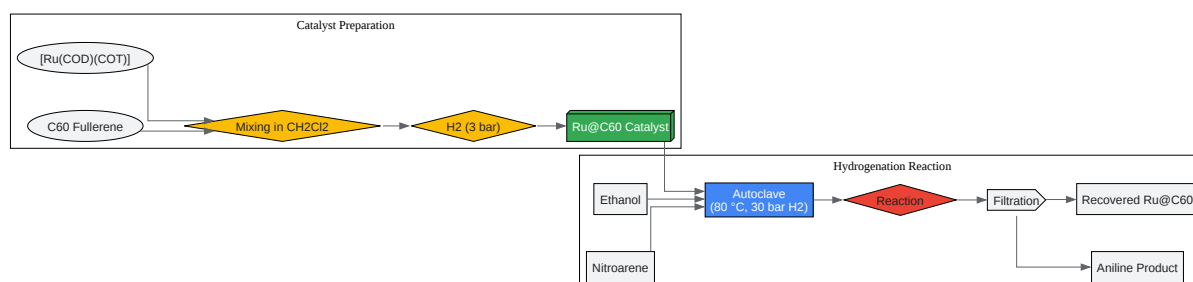 Catalyst Preparation
[Ru(COD)(COT)]
C60 Fullerene
Mixing in CH2Cl2
H2 (3 bar)
Ru@C60 Catalyst
Hydrogenation Reaction
Ethanol
Nitroarene
Autoclave
(80 °C, 30 bar H2)
Reaction
Filtration
Recovered Ru@C60
Aniline Product